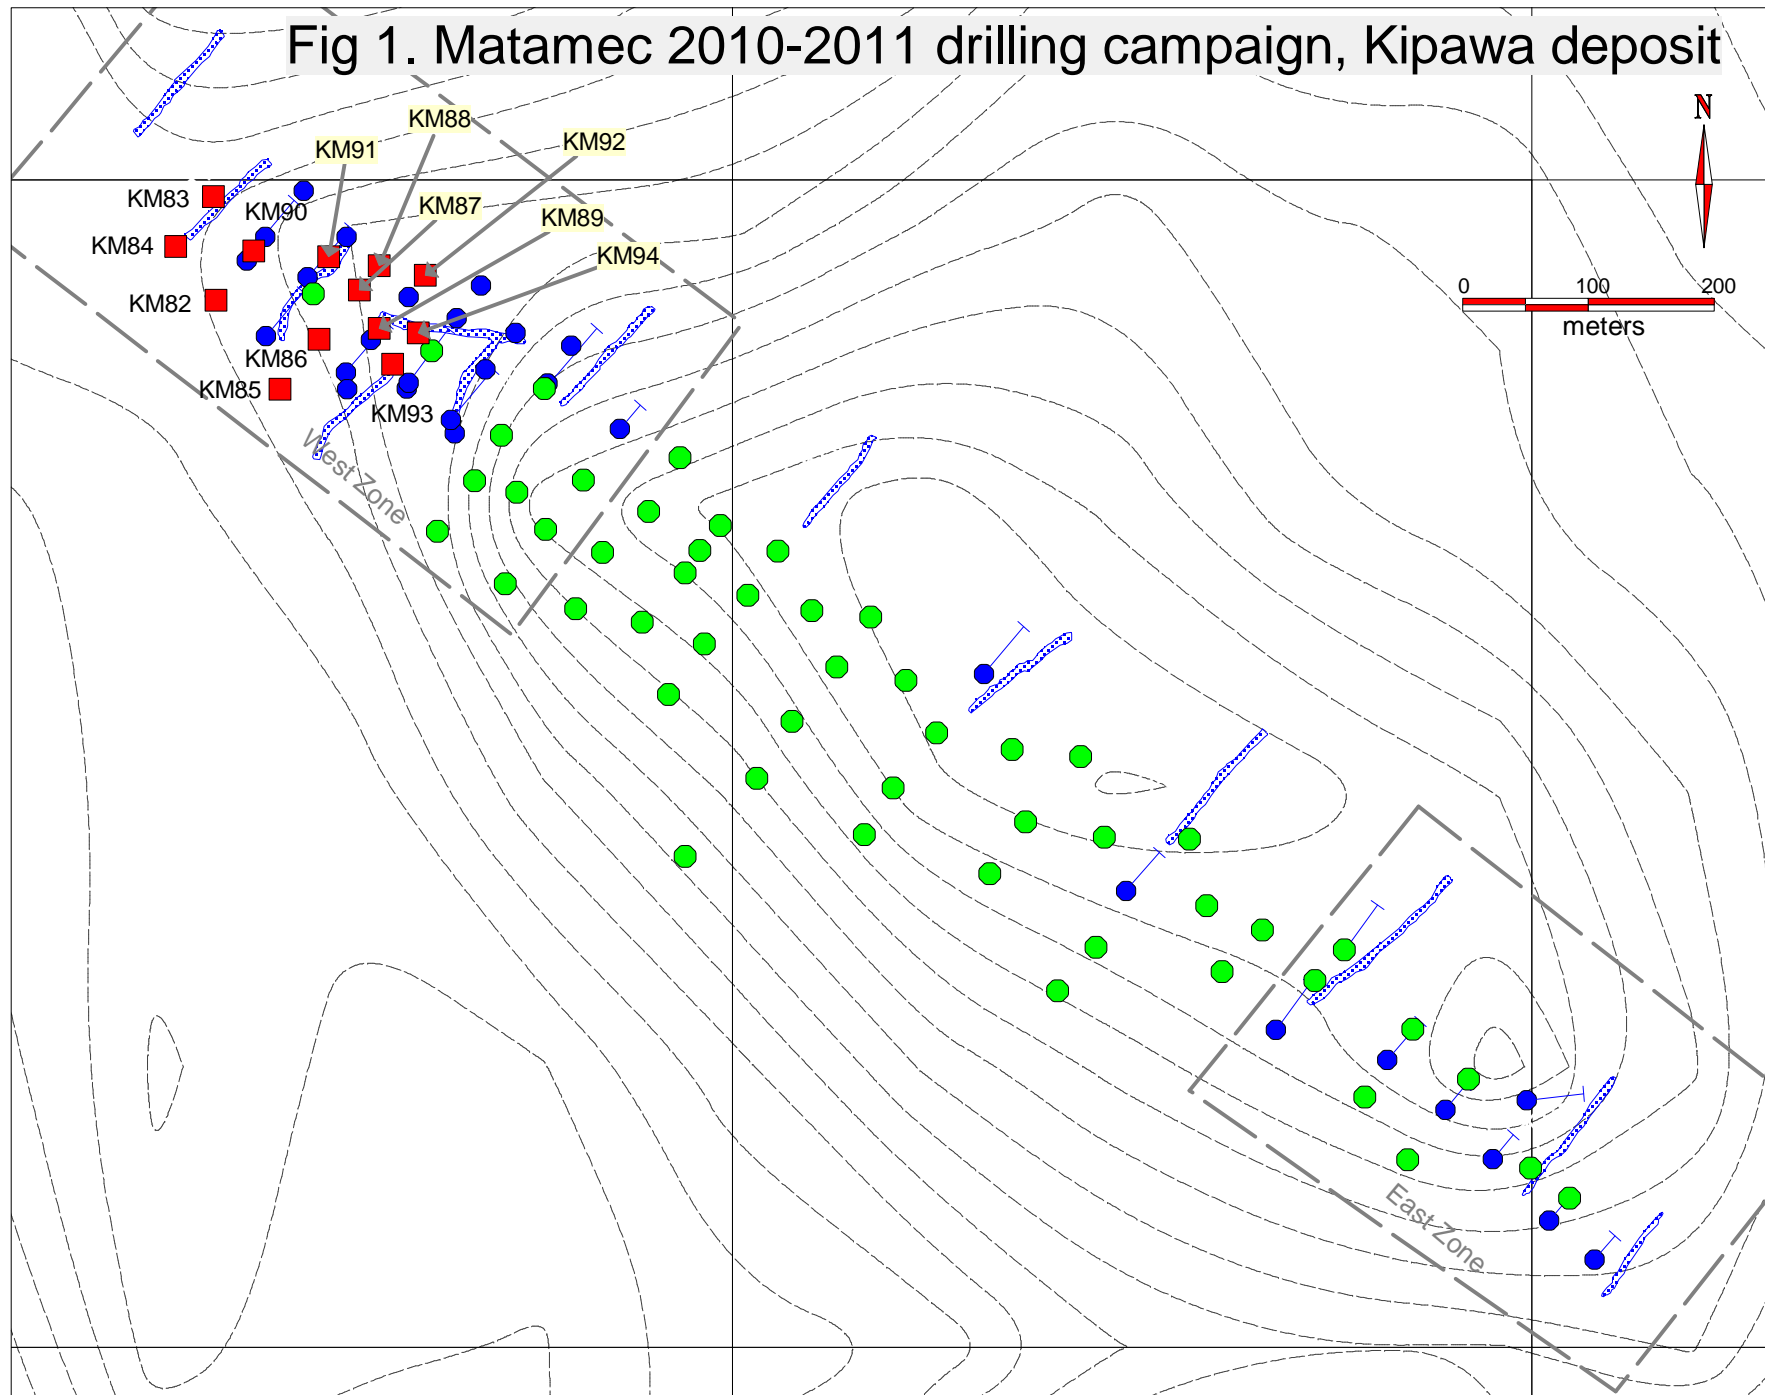 Fig 1. Matamec 2010-2011 drilling campaign, Kipawa deposit
N
KM88
KM91
KM92
KM83
KM90
KM87
KM89
KM84
KM94
KM82
0 100 200
meters
KM86
KM85
KM93
West Zone
East Zone